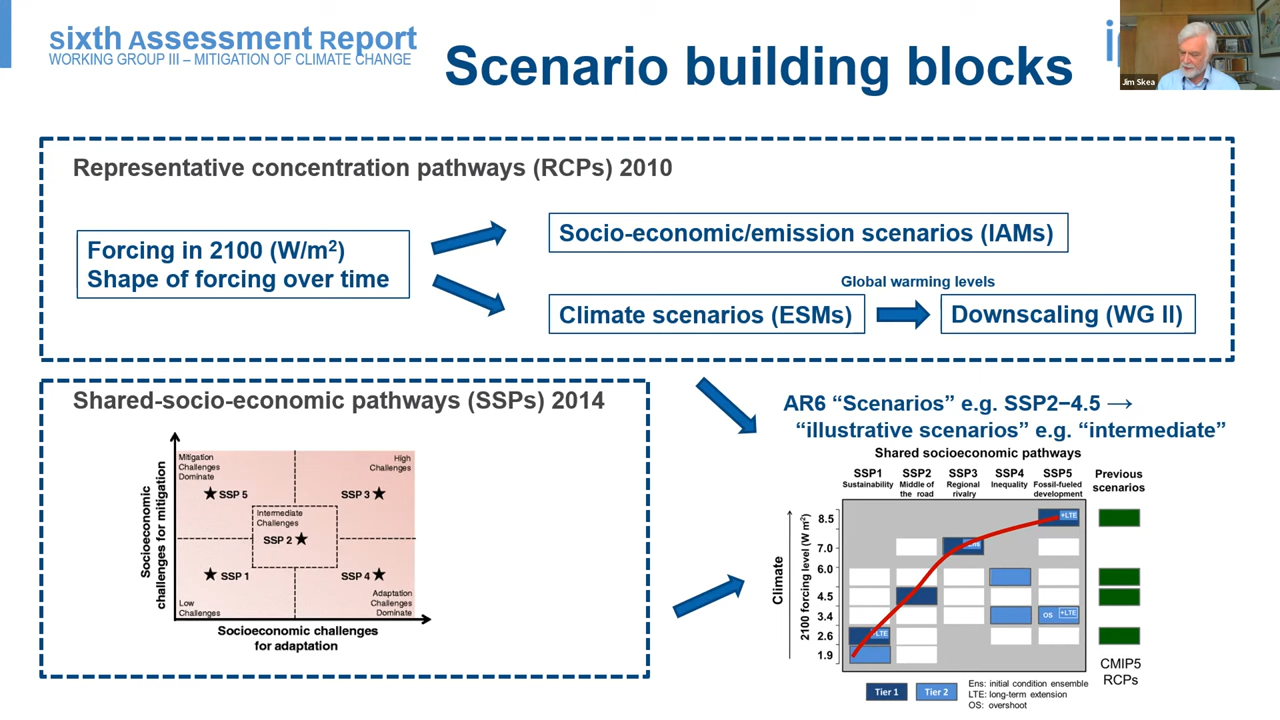 sixth Assessment Report
WORKING GROUP III – MITIGATION OF CLIMATE CHANGE
Scenario building blocks
Jim Skea
Representative concentration pathways (RCPs) 2010
Forcing in 2100 (W/m²)
Shape of forcing over time
Socio-economic/emission scenarios (IAMs)
Global warming levels
Climate scenarios (ESMs)
Downscaling (WG II)
Shared-socio-economic pathways (SSPs) 2014
Socioeconomic
challenges for mitigation
Mitigation
Challenges
Dominate
High
Challenges
SSP 5
SSP 3
Intermediate
Challenges
SSP 2
SSP 1
SSP 4
Low
Challenges
Adaptation
Challenges
Dominate
Socioeconomic challenges
for adaptation
AR6 “Scenarios” e.g. SSP2−4.5 →
“illustrative scenarios” e.g. “intermediate”
Shared socioeconomic pathways
SSP1
Sustainability
SSP2
Middle of
the road
SSP3
Regional
rivalry
SSP4
Inequality
SSP5
Fossil-fueled
development
Previous
scenarios
Climate
2100 forcing level (W m²)
8.5
7.0
6.0
4.5
3.4
2.6
1.9
+LTE
OS
+LTE
+LTE
CMIP5
RCPs
Tier 1
Tier 2
Ens: initial condition ensemble
LTE: long-term extension
OS: overshoot